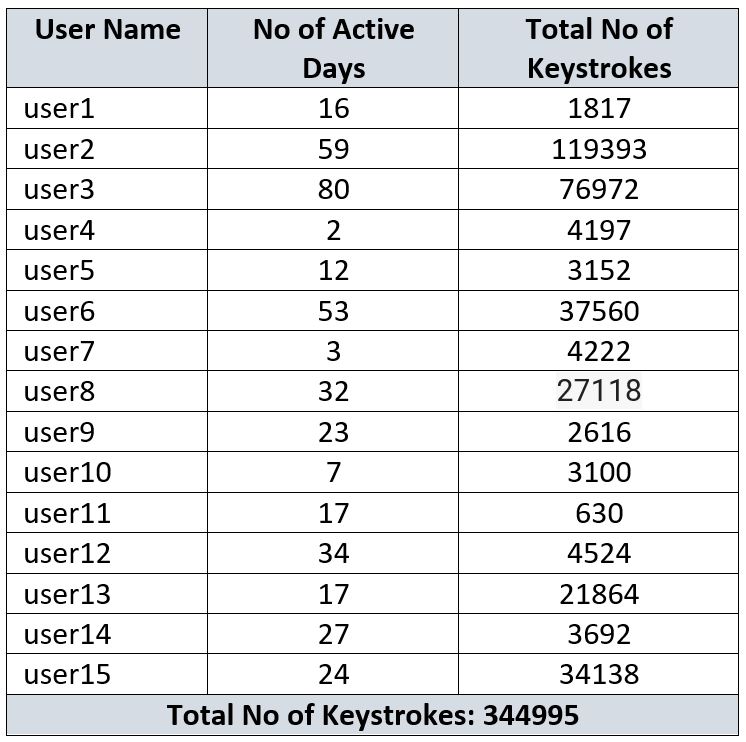 User Name No of Active Days Total No of Keystrokes
user1 16 1817
user2 59 119393
user3 80 76972
user4 2 4197
user5 12 3152
user6 53 37560
user7 3 4222
user8 32 27118
user9 23 2616
user10 7 3100
user11 17 630
user12 34 4524
user13 17 21864
user14 27 3692
user15 24 34138
Total No of Keystrokes: 344995